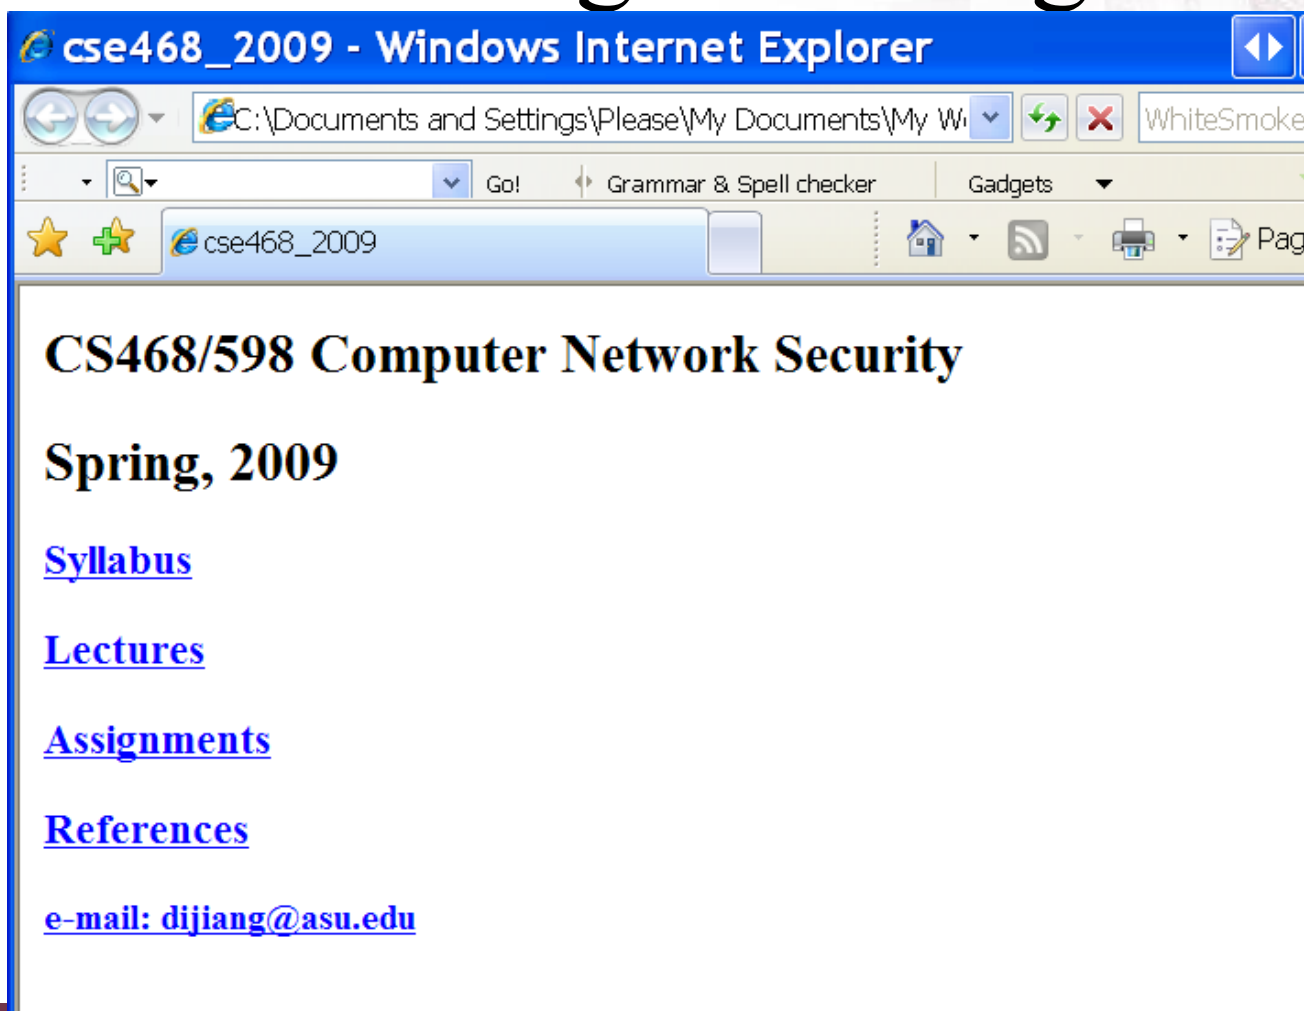 cse468_2009 - Windows Internet Explorer
C:\Documents and Settings\Please\My Documents\My W
WhiteSmoke
Go! Grammar & Spell checker Gadgets
cse468_2009
Pag
CS468/598 Computer Network Security
Spring, 2009
Syllabus
Lectures
Assignments
References
e-mail: dijiang@asu.edu